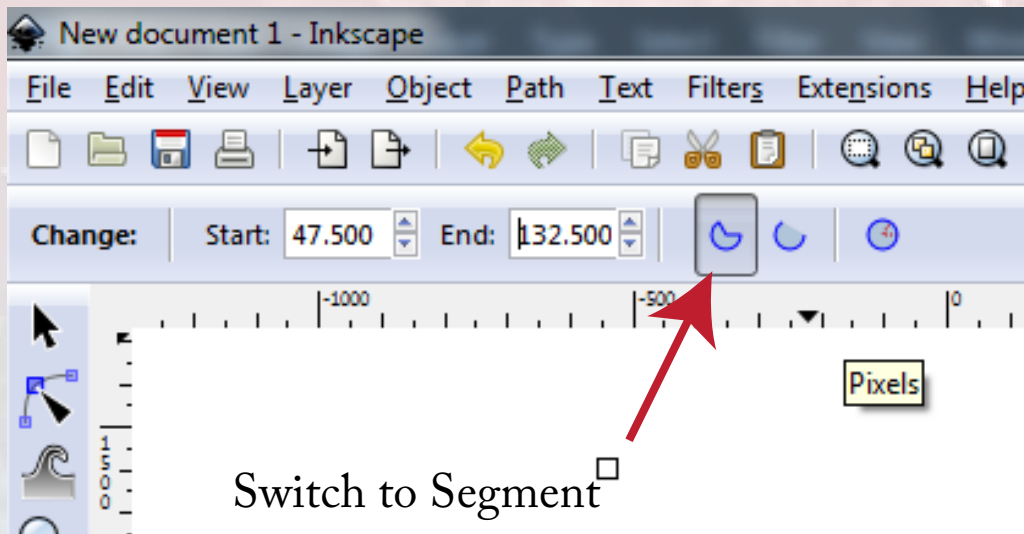 New document 1 - Inkscape
File Edit View Layer Object Path Text Filters Extensions Help
Change: Start: 47.500 End: 132.500
-1000 -500 0
Pixels
1500
Switch to Segment